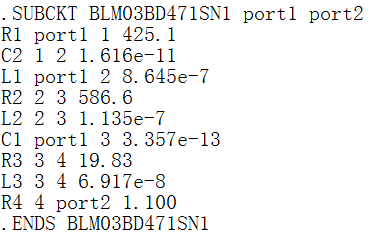 .SUBCKT BLM03BD471SN1 port1 port2
R1 port1 1 425.1
C2 1 2 1.616e-11
L1 port1 2 8.645e-7
R2 2 3 586.6
L2 2 3 1.135e-7
C1 port1 3 3.357e-13
R3 3 4 19.83
L3 3 4 6.917e-8
R4 4 port2 1.100
.ENDS BLM03BD471SN1